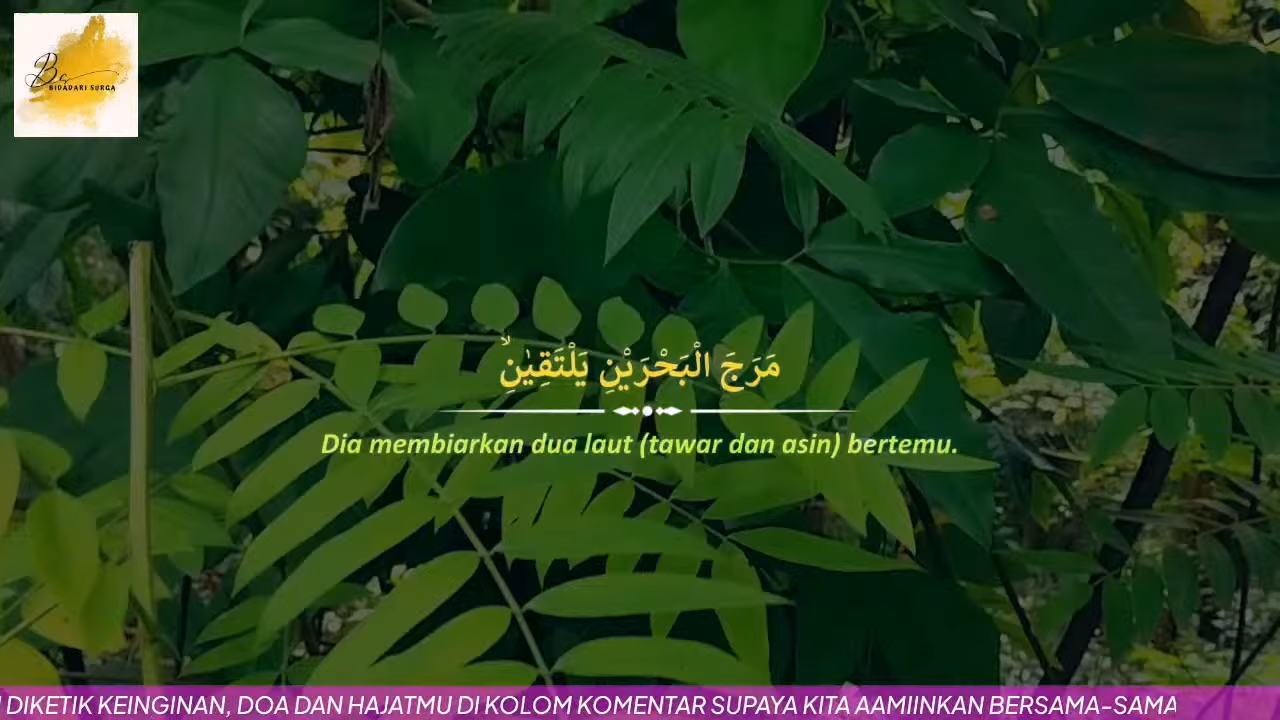 Bs
BIDADARI SURGA
مَرَجَ الْبَحْرَيْنِ يَلْتَقِيٰنِۙ
Dia membiarkan dua laut (tawar dan asin) bertemu.
DIKETIK KEINGINAN, DOA DAN HAJATMU DI KOLOM KOMENTAR SUPAYA KITA AAMIINKAN BERSAMA-SAMA